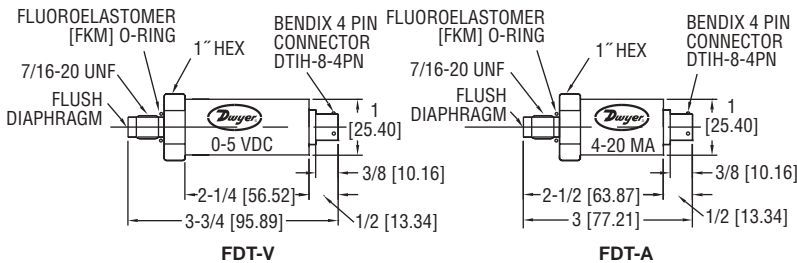 FLUOROELASTOMER
[FKM] O-RING
1˝ HEX
7/16-20 UNF
FLUSH
DIAPHRAGM
BENDIX 4 PIN
CONNECTOR
DTIH-8-4PN
Dwyer
0-5 VDC
1
[25.40]
3/8 [10.16]
2-1/4 [56.52]
3-3/4 [95.89]
1/2 [13.34]
FDT-V
FLUOROELASTOMER
[FKM] O-RING
1˝ HEX
7/16-20 UNF
FLUSH
DIAPHRAGM
BENDIX 4 PIN
CONNECTOR
DTIH-8-4PN
Dwyer
4-20 MA
1
[25.40]
3/8 [10.16]
2-1/2 [63.87]
3 [77.21]
1/2 [13.34]
FDT-A